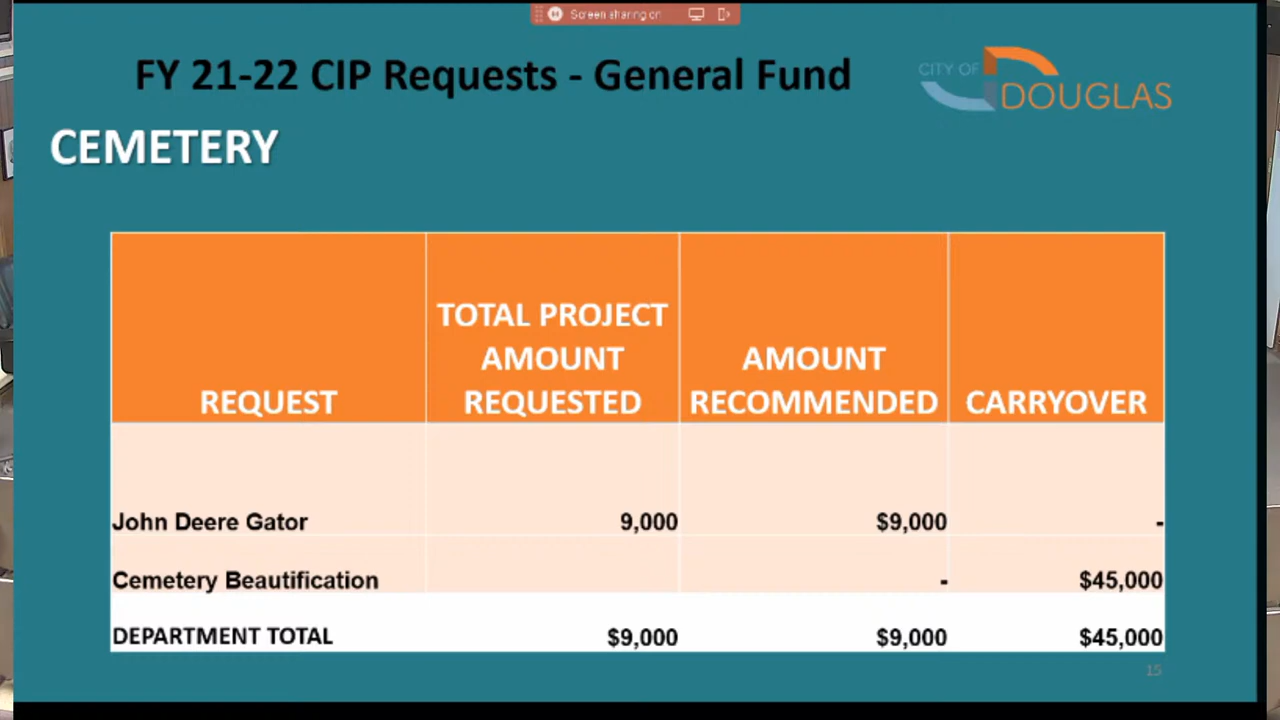 Screen sharing on
FY 21-22 CIP Requests - General Fund
CITY OF
DOUGLAS
CEMETERY
REQUEST
TOTAL PROJECT
AMOUNT
REQUESTED
AMOUNT
RECOMMENDED
CARRYOVER
John Deere Gator 9,000 $9,000 -
Cemetery Beautification - $45,000
DEPARTMENT TOTAL $9,000 $9,000 $45,000
15